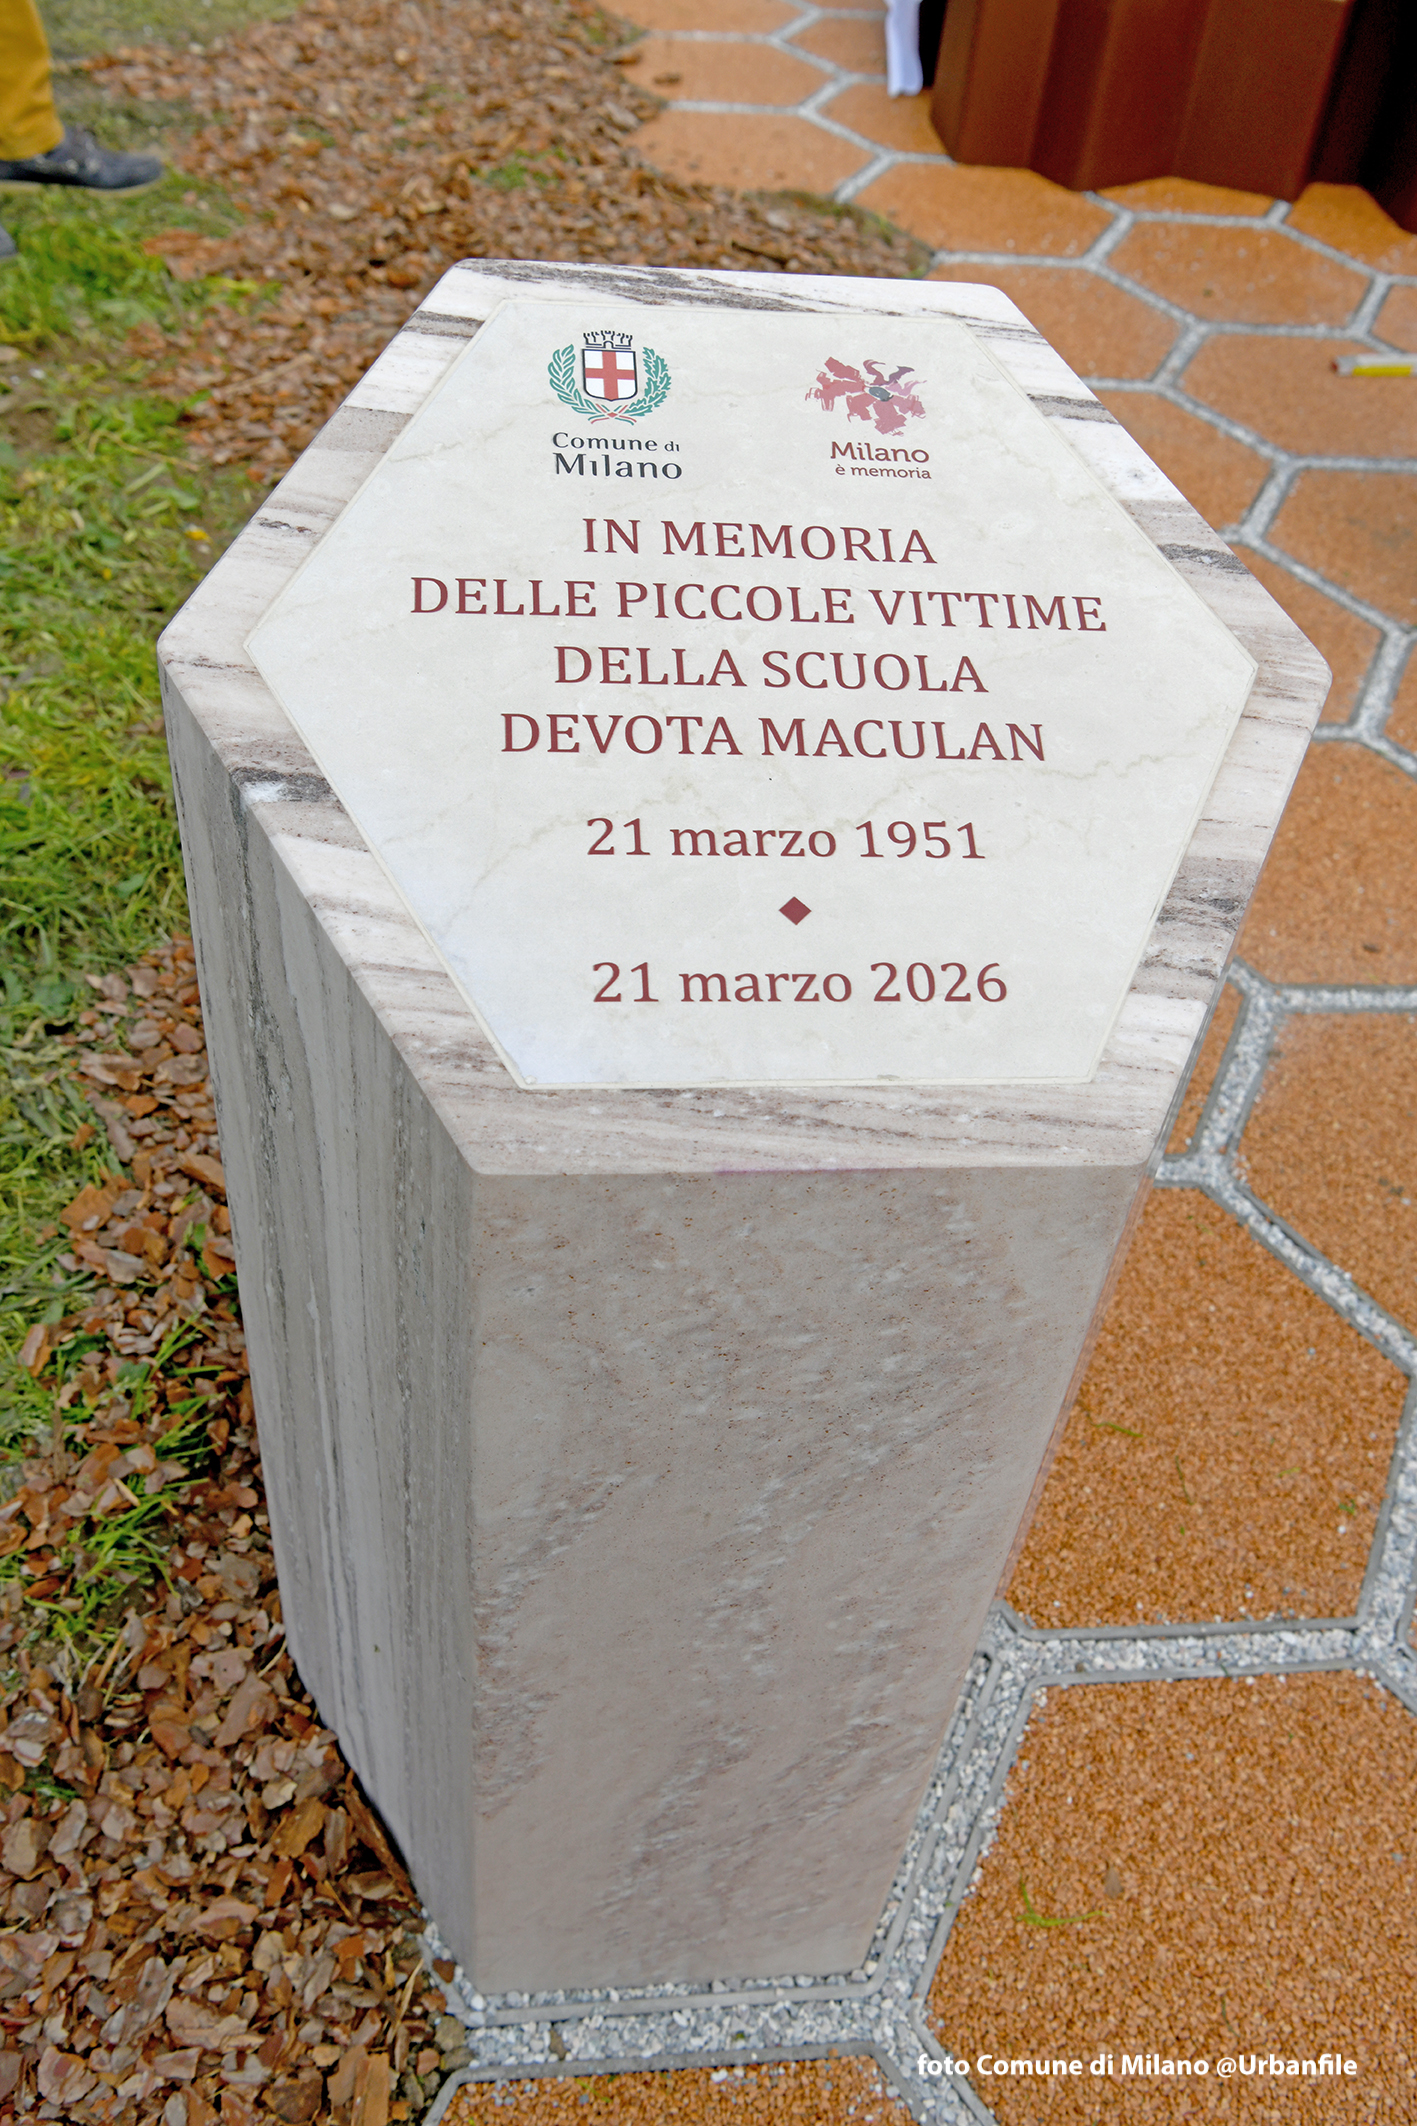 Comune di
Milano
Milano
è memoria
IN MEMORIA
DELLE PICCOLE VITTIME
DELLA SCUOLA
DEVOTA MACULAN
21 marzo 1951
21 marzo 2026
foto Comune di Milano @Urbanfile